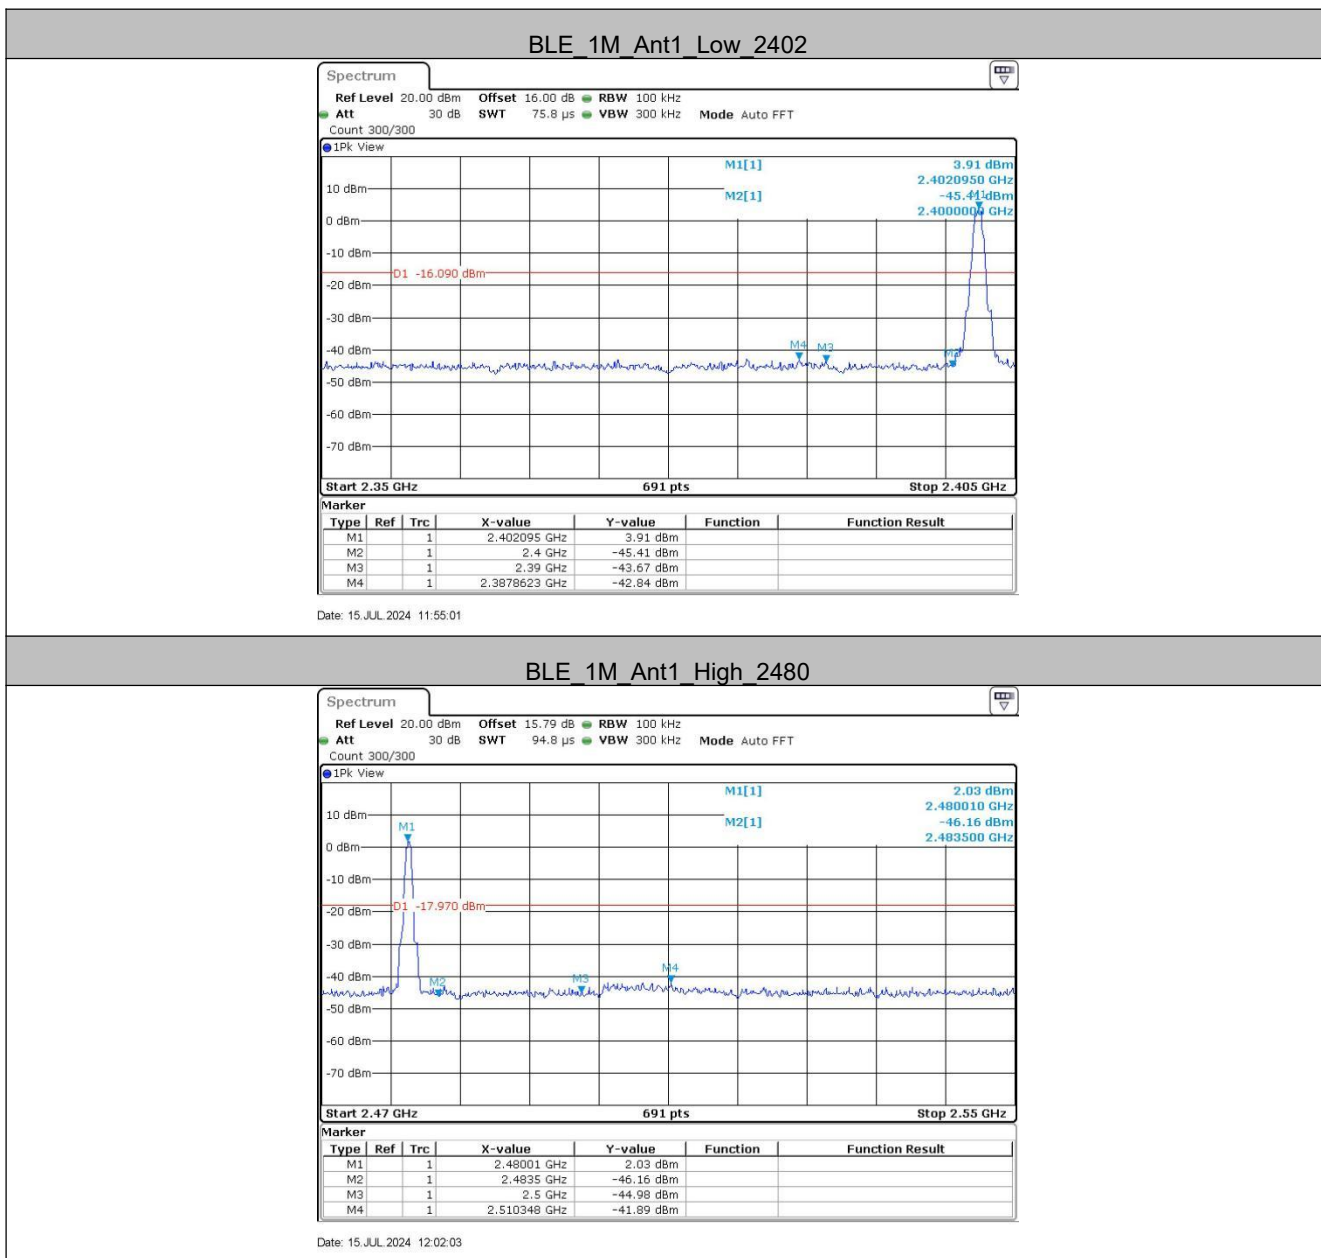 BLE_1M_Ant1_Low_2402
Spectrum
Ref Level 20.00 dBm Offset 16.00 dB RBW 100 kHz
Att 30 dB SWT 75.8 µs VBW 300 kHz Mode Auto FFT
Count 300/300
1Pk View
M1[1] 3.91 dBm
2.4020950 GHz
M2[1] -45.41 dBm
2.4000000 GHz
M1
10 dBm
0 dBm
-10 dBm
D1 -16.090 dBm
-20 dBm
-30 dBm
-40 dBm
M4 M3 M2
-50 dBm
-60 dBm
-70 dBm
Start 2.35 GHz 691 pts Stop 2.405 GHz
Marker
Type Ref Trc X-value Y-value Function Function Result
M1 1 2.402095 GHz 3.91 dBm
M2 1 2.4 GHz -45.41 dBm
M3 1 2.39 GHz -43.67 dBm
M4 1 2.3878623 GHz -42.84 dBm
Date: 15.JUL.2024 11:55:01
BLE_1M_Ant1_High_2480
Spectrum
Ref Level 20.00 dBm Offset 15.79 dB RBW 100 kHz
Att 30 dB SWT 94.8 µs VBW 300 kHz Mode Auto FFT
Count 300/300
1Pk View
M1[1] 2.03 dBm
2.480010 GHz
M2[1] -46.16 dBm
2.483500 GHz
10 dBm
M1
0 dBm
-10 dBm
D1 -17.970 dBm
-20 dBm
-30 dBm
-40 dBm
M2 M3 M4
-50 dBm
-60 dBm
-70 dBm
Start 2.47 GHz 691 pts Stop 2.55 GHz
Marker
Type Ref Trc X-value Y-value Function Function Result
M1 1 2.48001 GHz 2.03 dBm
M2 1 2.4835 GHz -46.16 dBm
M3 1 2.5 GHz -44.98 dBm
M4 1 2.510348 GHz -41.89 dBm
Date: 15.JUL.2024 12:02:03